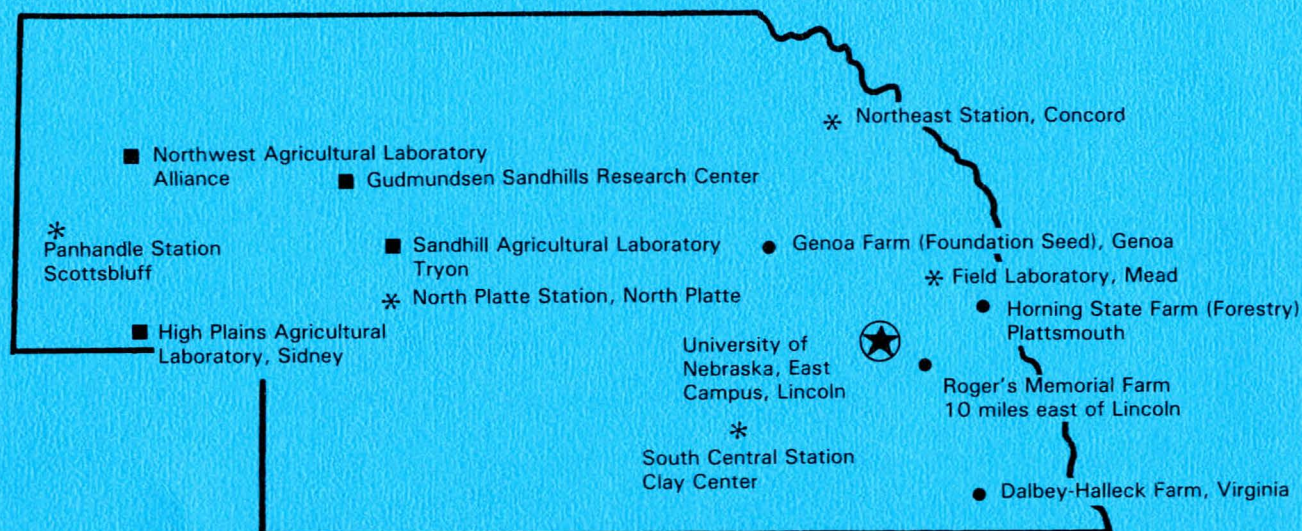 Northeast Station, Concord
Northwest Agricultural Laboratory
Alliance
Gudmundsen Sandhills Research Center
Panhandle Station
Scottsbluff
Sandhill Agricultural Laboratory
Tryon
Genoa Farm (Foundation Seed), Genoa
Field Laboratory, Mead
North Platte Station, North Platte
Horning State Farm (Forestry)
Plattsmouth
High Plains Agricultural
Laboratory, Sidney
University of
Nebraska, East
Campus, Lincoln
Roger's Memorial Farm
10 miles east of Lincoln
South Central Station
Clay Center
Dalbey-Halleck Farm, Virginia